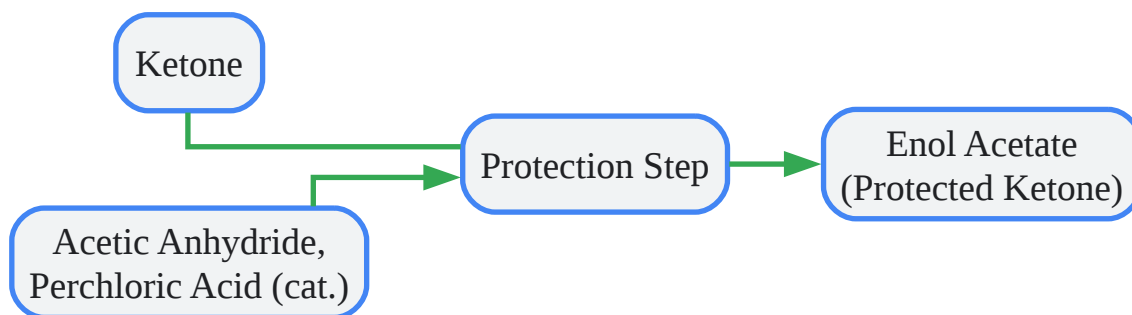 Ketone
Protection Step
Enol Acetate
(Protected Ketone)
Acetic Anhydride,
Perchloric Acid (cat.)